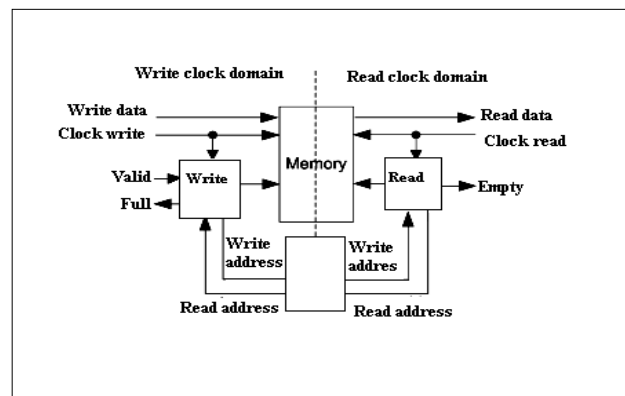 Write clock domain
Read clock domain
Write data
Read data
Clock write
Clock read
Memory
Valid
Write
Read
Empty
Full
Write
address
Write
addres
Read address
Read address